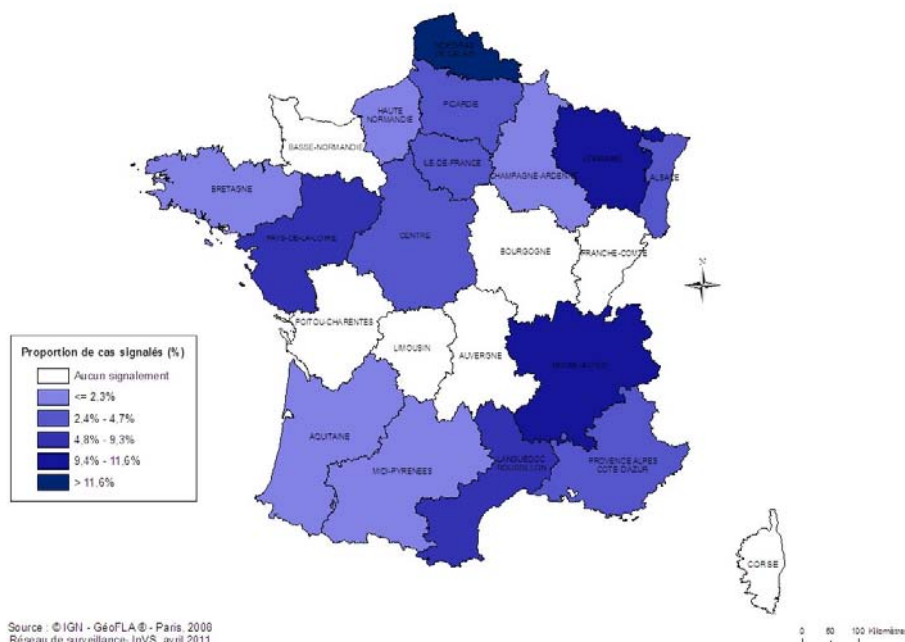 PICARDIE
HAUTE
NORMANDIE
BASSE-NORMANDIE
ILE DE FRANCE
CHAMPAGNE-ARDENNE
LORRAINE
ALSACE
BRETAGNE
PAYS-DE-LA-LOIRE
CENTRE
BOURGOGNE
FRANCHE-COMTE
N
POITOU-CHARENTES
LIMOUSIN
AUVERGNE
AQUITAINE
MIDI-PYRENEES
LANGUEDOC
ROUSSILLON
PROVENCE ALPES
COTE D'AZUR
CORSE
Proportion de cas signalés (%)
Aucun signalement
<= 2.3%
2.4% - 4.7%
4.8% - 9.3%
9.4% - 11.6%
> 11.6%
Source : © IGN - GéoFLA ® - Paris, 2008
Réseau de surveillance- InVS, avril 2011
0 50 100 Kilomètres